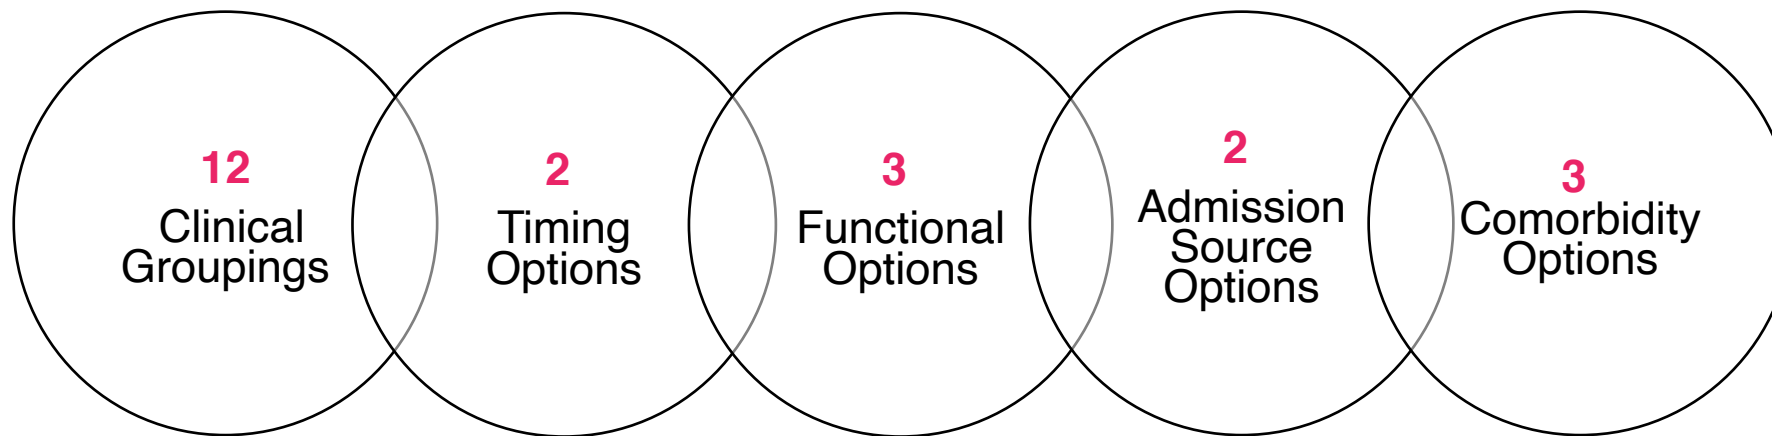 12
Clinical
Groupings
2
Timing
Options
3
Functional
Options
2
Admission
Source
Options
3
Comorbidity
Options